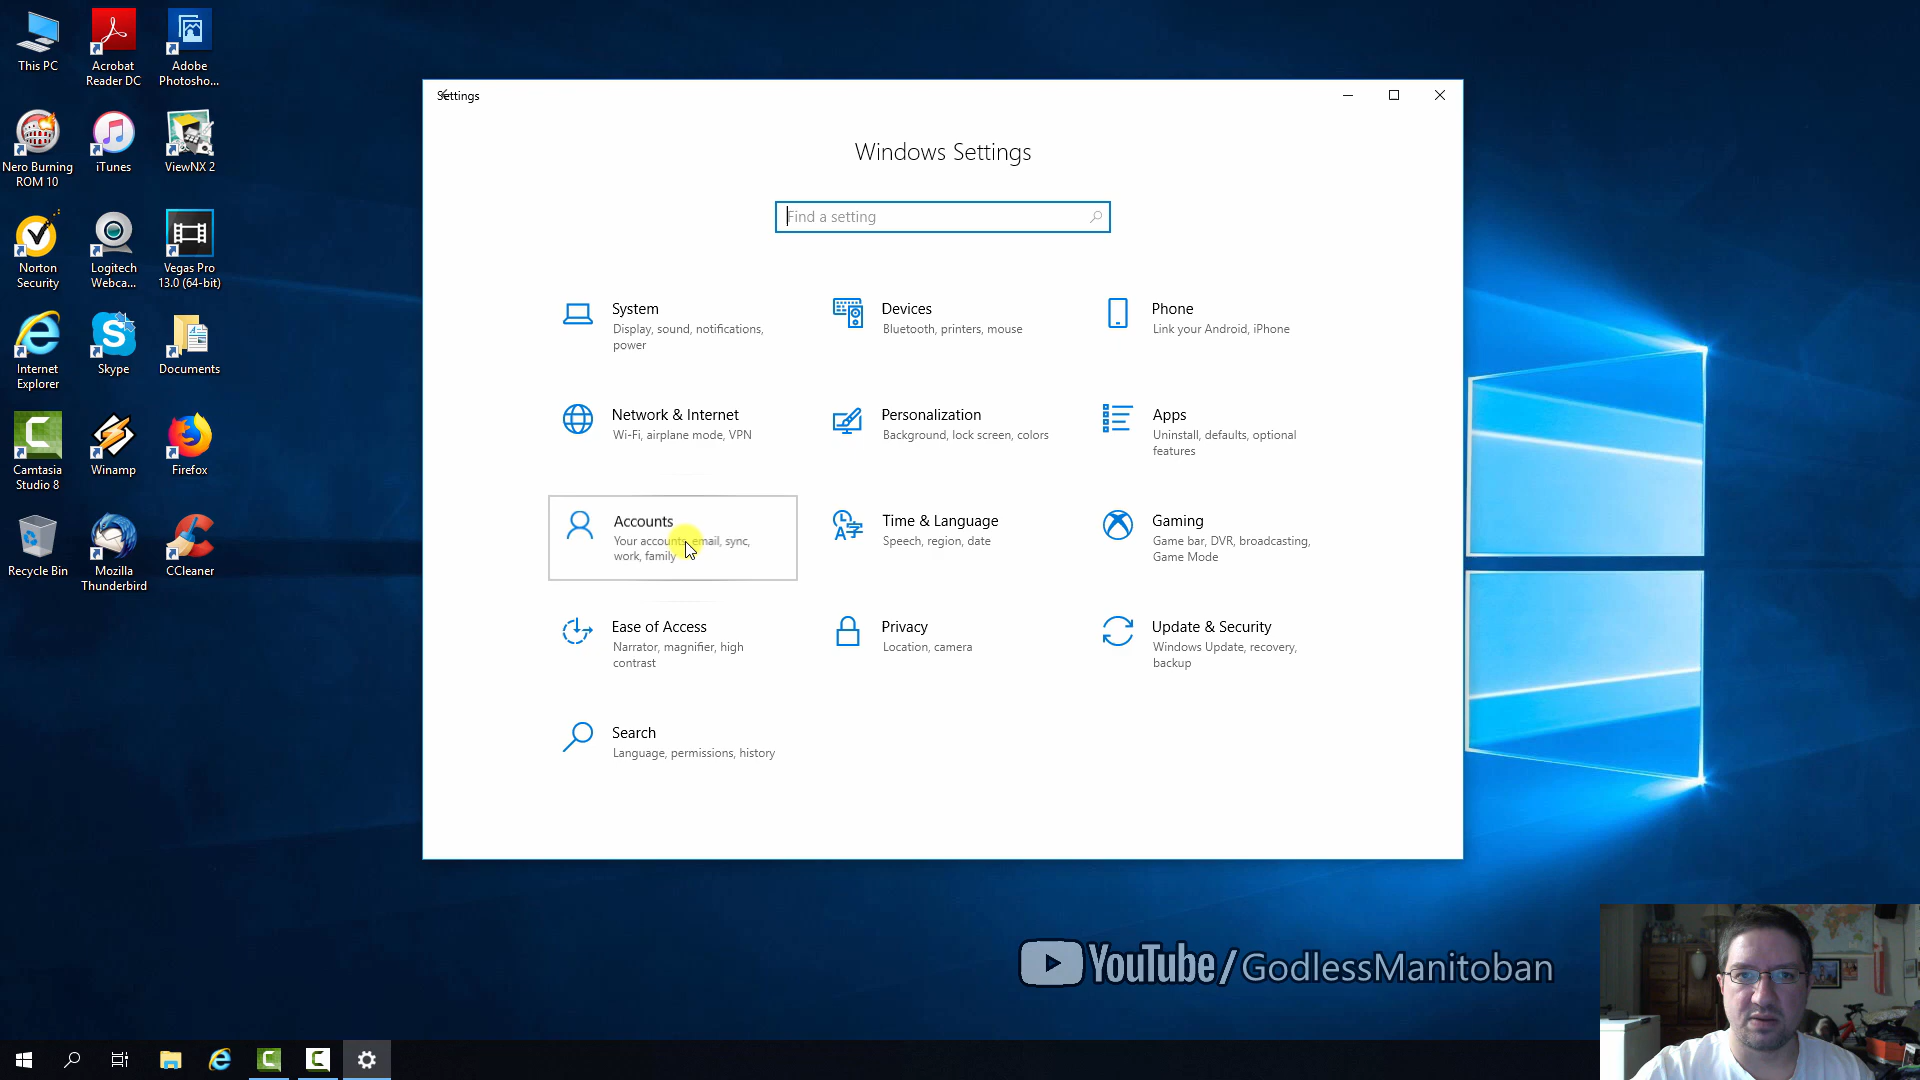 This PC
Acrobat
Reader DC
Adobe
Photosho...
Nero Burning
ROM 10
iTunes
ViewNX 2
Norton
Security
Logitech
Webca...
Vegas Pro
13.0 (64-bit)
Internet
Explorer
Skype
Documents
Camtasia
Studio 8
Winamp
Firefox
Recycle Bin
Mozilla
Thunderbird
CCleaner
Settings
Windows Settings
Find a setting
System
Display, sound, notifications,
power
Devices
Bluetooth, printers, mouse
Phone
Link your Android, iPhone
Network & Internet
Wi-Fi, airplane mode, VPN
Personalization
Background, lock screen, colors
Apps
Uninstall, defaults, optional
features
Accounts
Your accounts, email, sync,
work, family
Time & Language
Speech, region, date
Gaming
Game bar, DVR, broadcasting,
Game Mode
Ease of Access
Narrator, magnifier, high
contrast
Privacy
Location, camera
Update & Security
Windows Update, recovery,
backup
Search
Language, permissions, history
YouTube/GodlessManitoban